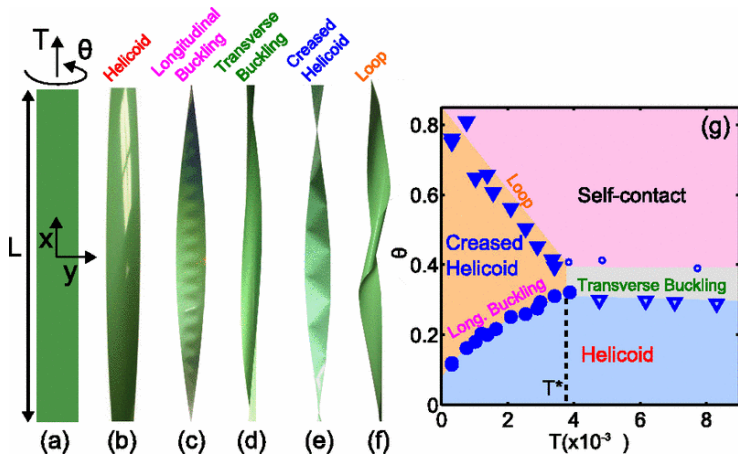 T
θ
L
x
y
Helicoid
Longitudinal
Buckling
Transverse
Buckling
Creased
Helicoid
Loop
(a)
(b)
(c)
(d)
(e)
(f)
(g)
θ
0.8
0.6
0.4
0.2
0
Loop
Self-contact
Creased
Helicoid
Long. Buckling
Transverse Buckling
Helicoid
T*
0
2
4
6
8
T(x10⁻³)